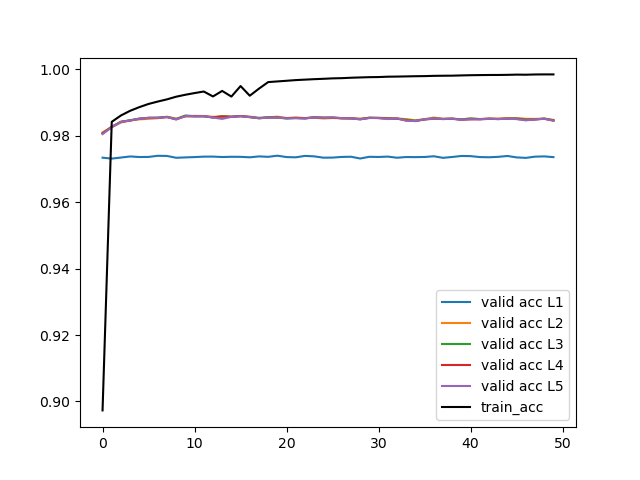 1.00
0.98
0.96
0.94
0.92
0.90
0
10
20
30
40
50
valid acc L1
valid acc L2
valid acc L3
valid acc L4
valid acc L5
train_acc